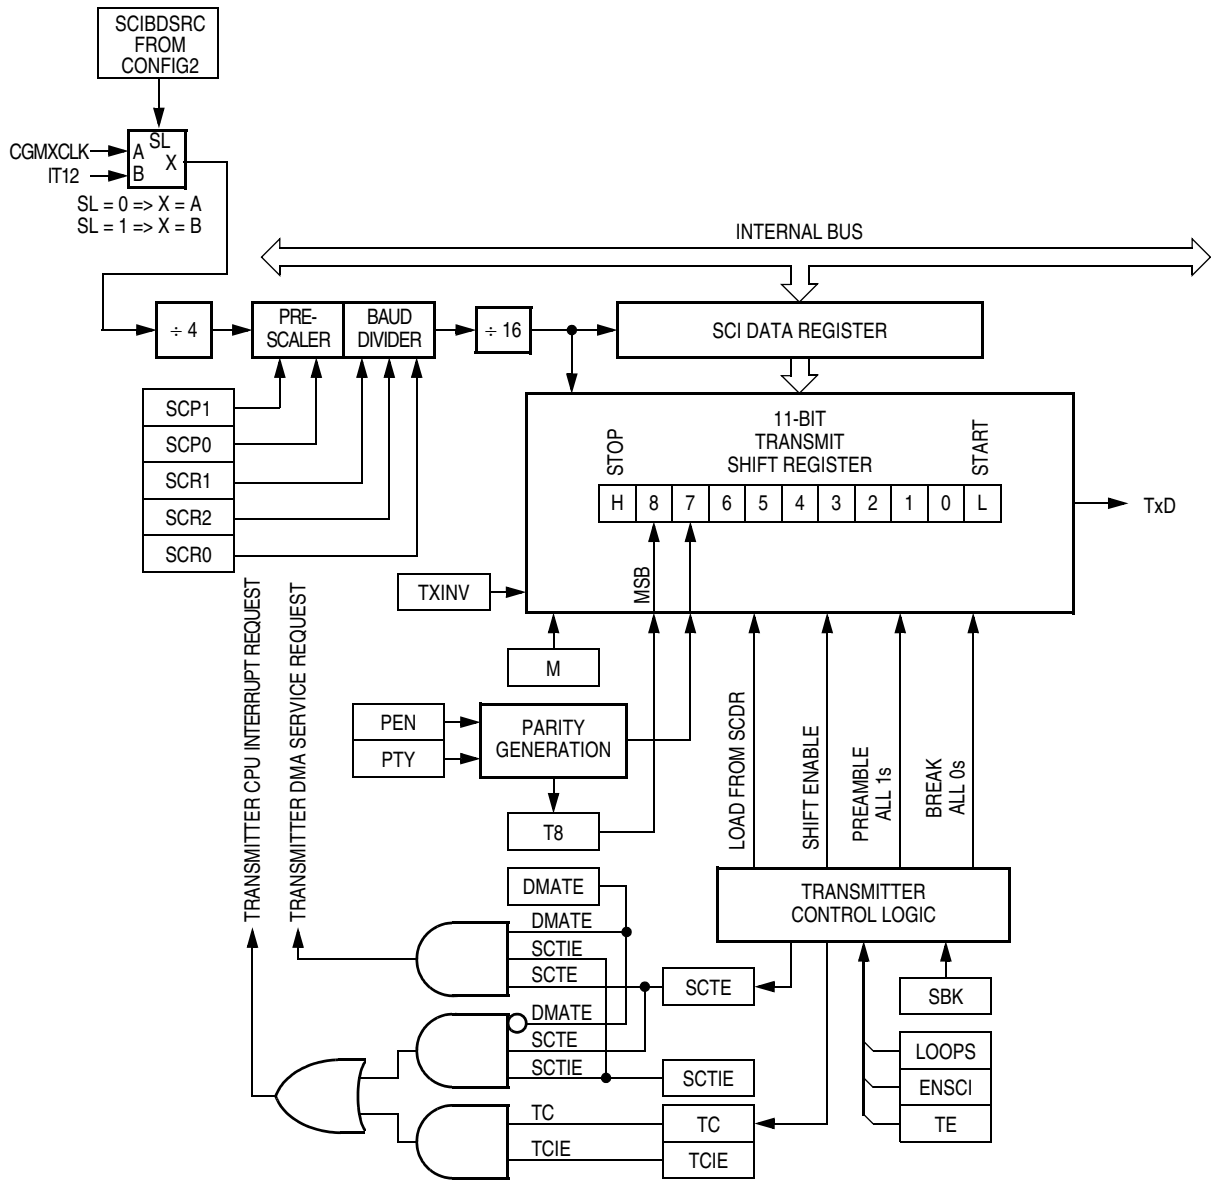 SCIBDSRC
FROM
CONFIG2
SL
CGMXCLK
A
X
IT12
B
SL = 0 => X = A
SL = 1 => X = B
INTERNAL BUS
÷ 4
PRE-
SCALER
BAUD
DIVIDER
÷ 16
SCI DATA REGISTER
SCP1
SCP0
SCR1
SCR2
SCR0
11-BIT
TRANSMIT
SHIFT REGISTER
STOP
START
H 8 7 6 5 4 3 2 1 0 L
TxD
MSB
TXINV
M
TRANSMITTER CPU INTERRUPT REQUEST
TRANSMITTER DMA SERVICE REQUEST
PEN
PTY
PARITY
GENERATION
T8
LOAD FROM SCDR
SHIFT ENABLE
PREAMBLE
ALL 1s
BREAK
ALL 0s
TRANSMITTER
CONTROL LOGIC
DMATE
DMATE
SCTIE
SCTE
SCTE
SBK
DMATE
SCTE
SCTIE
SCTIE
LOOPS
ENSCI
TE
TC
TC
TCIE
TCIE